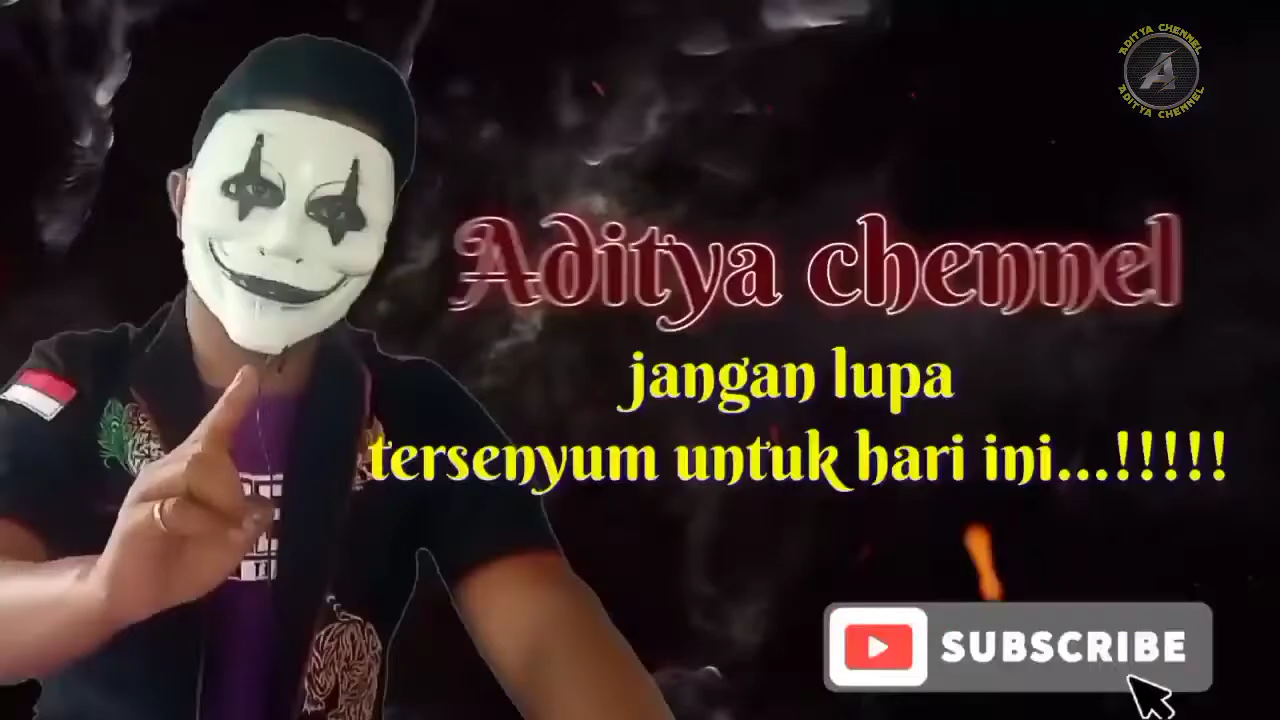 ADITYA CHENNEL
A
ADITYA CHENNEL
Aditya chennel
jangan lupa
tersenyum untuk hari ini...!!!!!
SUBSCRIBE